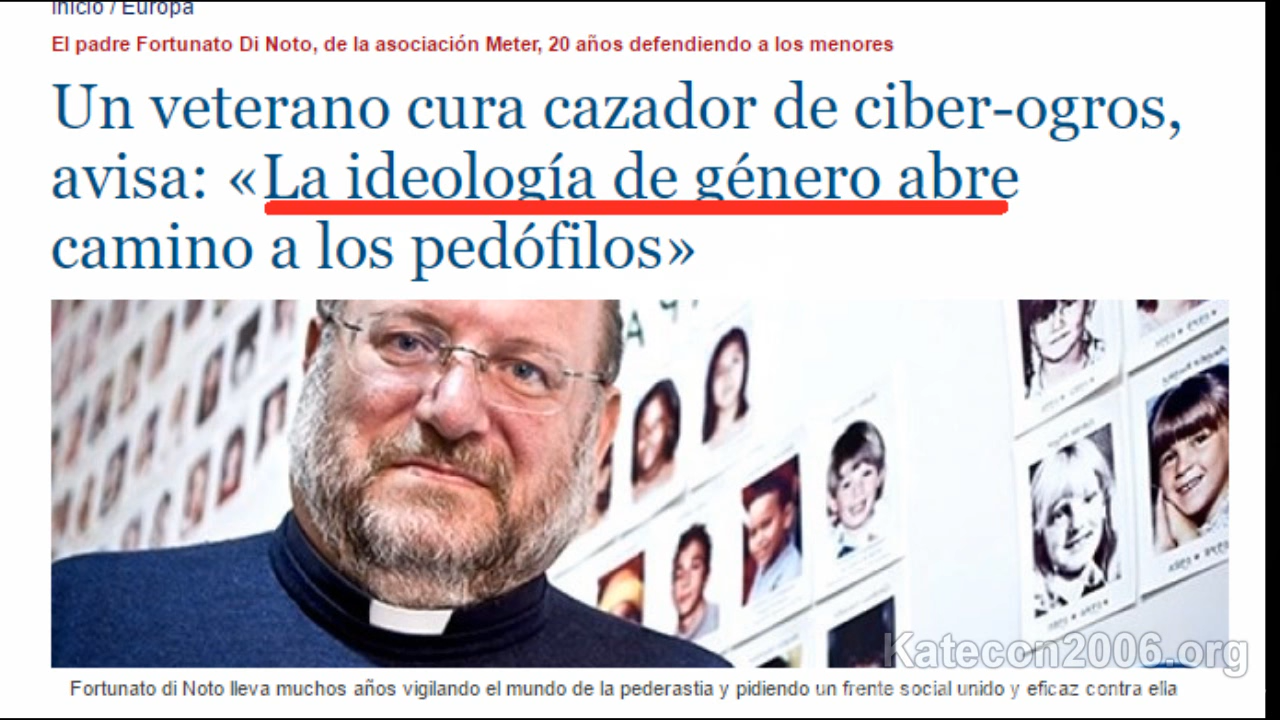 Inicio / Europa
El padre Fortunato Di Noto, de la asociación Meter, 20 años defendiendo a los menores
Un veterano cura cazador de ciber-ogros,
avisa: «La ideología de género abre
camino a los pedófilos»
Katecon2006.org
Fortunato di Noto lleva muchos años vigilando el mundo de la pederastia y pidiendo un frente social unido y eficaz contra ella